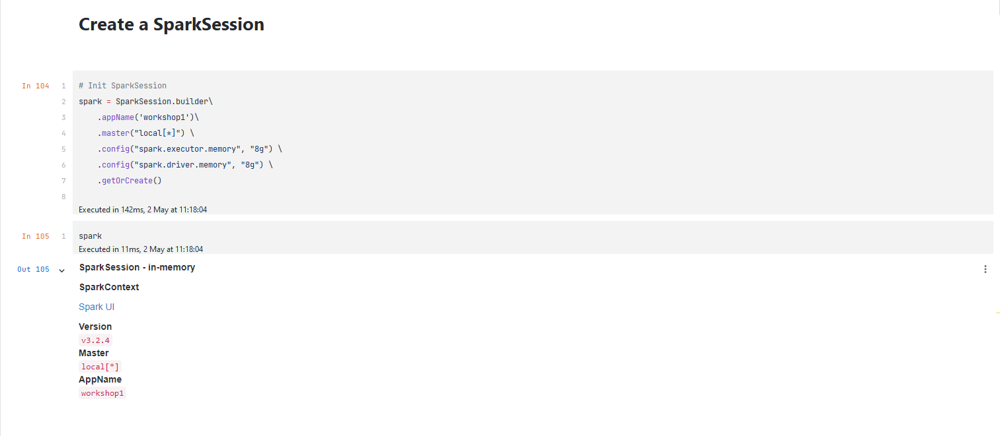 Create a SparkSession
In 104
1 # Init SparkSession
2 spark = SparkSession.builder\
3     .appName('workshop1')\
4     .master("local[*]") \
5     .config("spark.executor.memory", "8g") \
6     .config("spark.driver.memory", "8g") \
7     .getOrCreate()
8
Executed in 142ms, 2 May at 11:18:04
In 105
1 spark
Executed in 11ms, 2 May at 11:18:04
Out 105
SparkSession - in-memory
SparkContext
Spark UI
Version
v3.2.4
Master
local[*]
AppName
workshop1